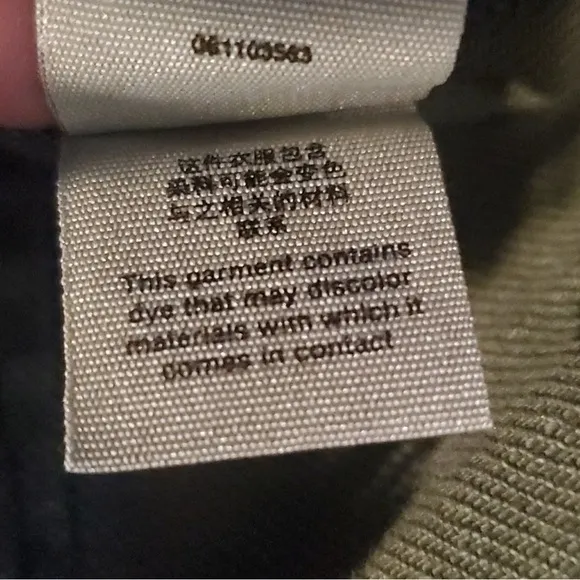 061103563
这件衣服包含
染料可能会变色
与之相关的材料
联系
This garment contains
dye that may discolor
materials with which it
comes in contact